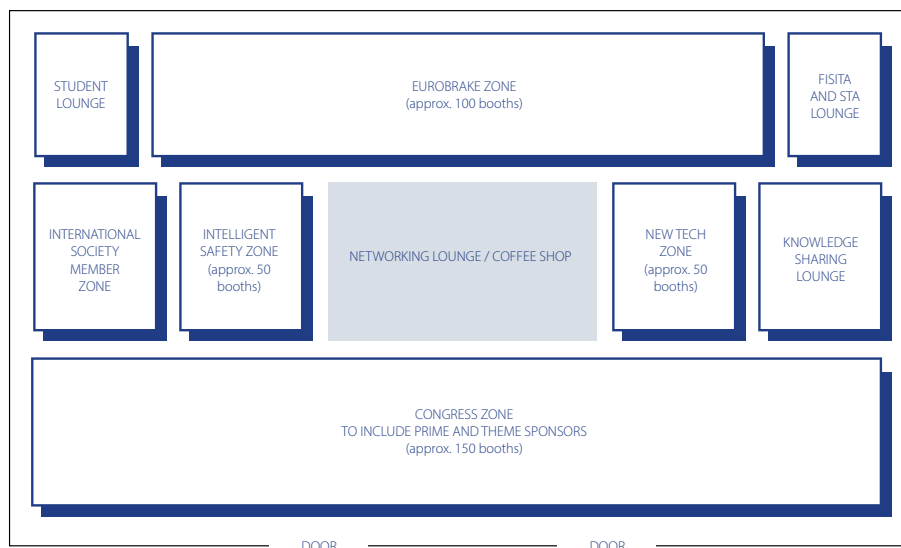 STUDENT
LOUNGE
EUROBRAKE ZONE
(approx. 100 booths)
FISITA
AND STA
LOUNGE
INTERNATIONAL
SOCIETY
MEMBER
ZONE
INTELLIGENT
SAFETY ZONE
(approx. 50
booths)
NETWORKING LOUNGE / COFFEE SHOP
NEW TECH
ZONE
(approx. 50
booths)
KNOWLEDGE
SHARING
LOUNGE
CONGRESS ZONE
TO INCLUDE PRIME AND THEME SPONSORS
(approx. 150 booths)
DOOR
DOOR